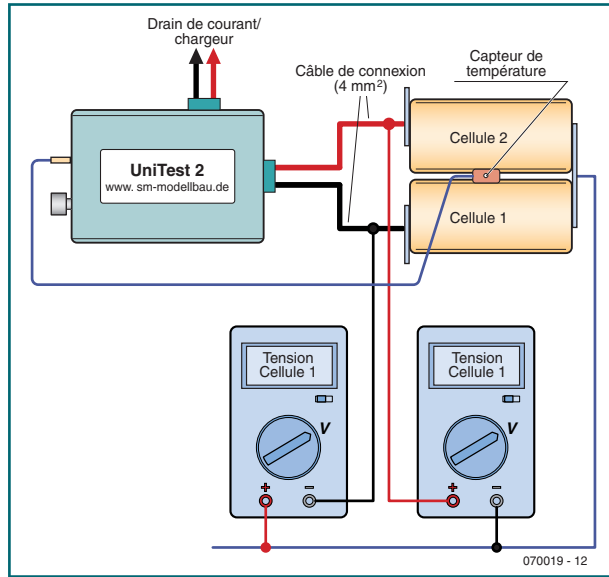 Drain de courant/
chargeur
Câble de connexion
(4 mm²)
Capteur de
température
UniTest 2
www. sm-modellbau.de
Cellule 2
Cellule 1
Tension
Cellule 1
V
+ –
Tension
Cellule 1
V
+ –
070019 - 12